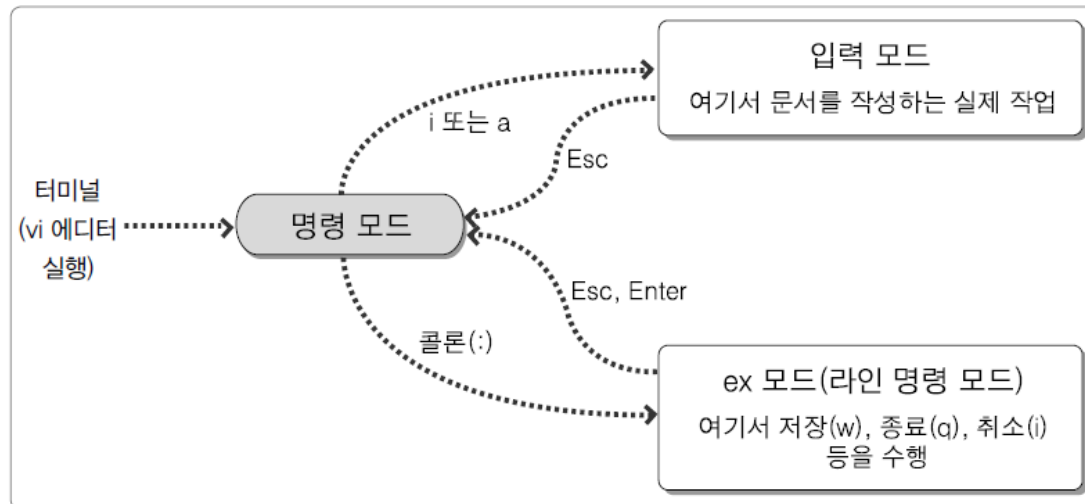 입력 모드
여기서 문서를 작성하는 실제 작업
i 또는 a
Esc
터미널
(vi 에디터
실행)
명령 모드
Esc, Enter
콜론(:)
ex 모드(라인 명령 모드)
여기서 저장(w), 종료(q), 취소(i)
등을 수행